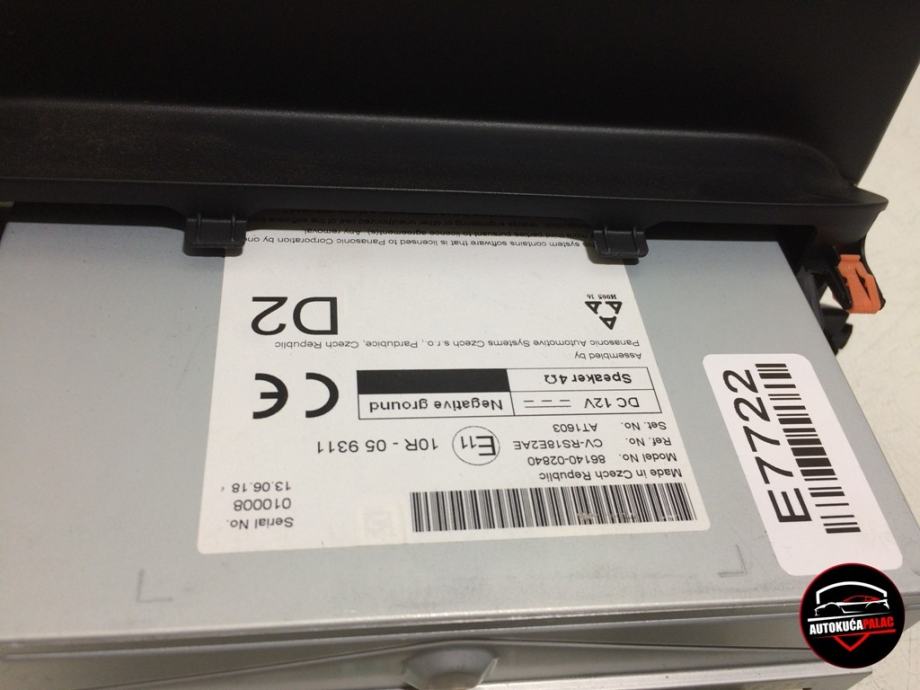 Serial No.
010008
13.06.18
Made in Czech Republic
Model No. 86140-02840
Ref. No. CV-RS18E2AE
Set. No. AT1603
E11
10R - 05 9311
DC 12V
Negative ground
Speaker 4Ω
CE
Assembled by
Panasonic Automotive Systems Czech s.r.o., Pardubice, Czech Republic
D2
system contains software that is licensed to Panasonic Corporation by one
E7722
AUTOKUĆAPALAC